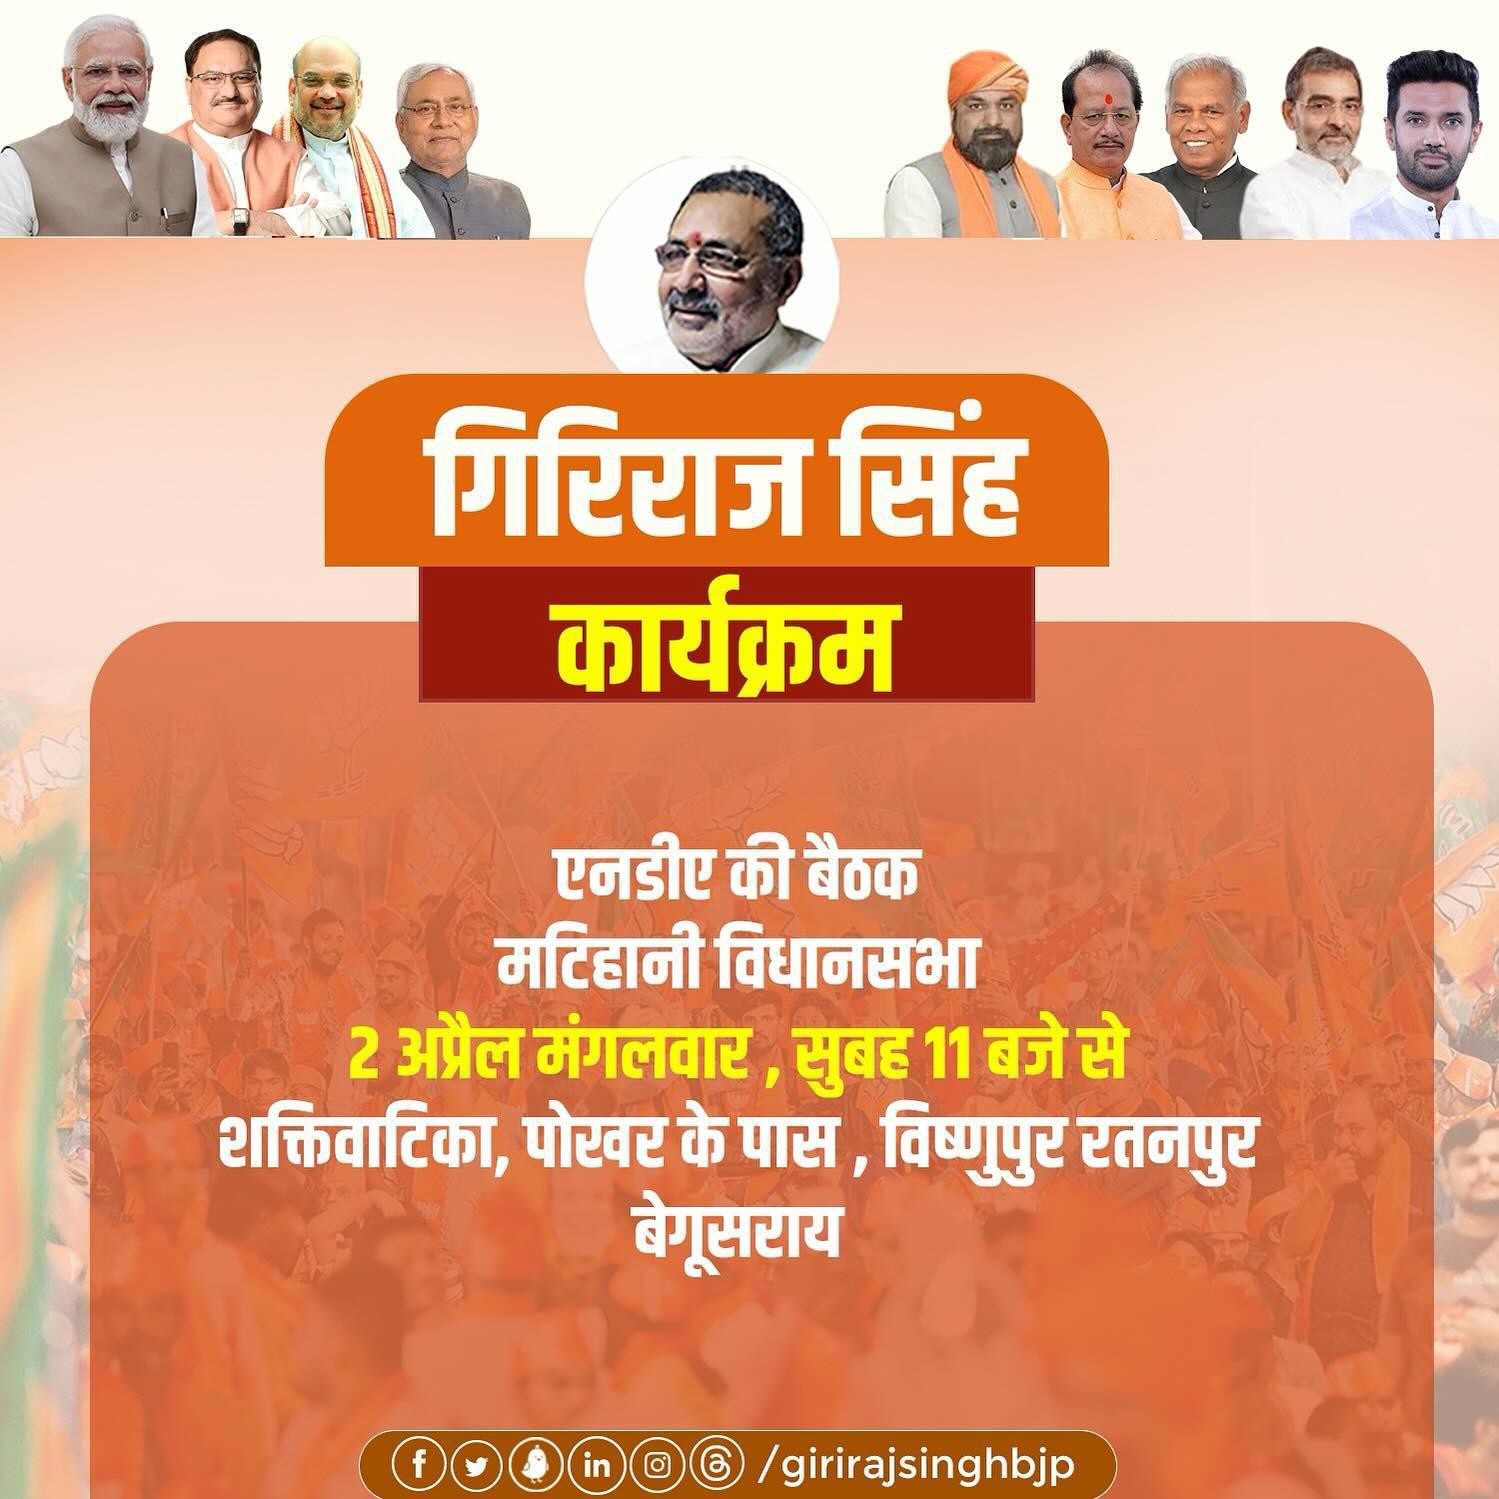 गिरिराज सिंह
कार्यक्रम
एनडीए की बैठक
मटिहानी विधानसभा
2 अप्रैल मंगलवार , सुबह 11 बजे से
शक्तिवाटिका, पोखर के पास , विष्णुपुर रतनपुर
बेगूसराय
/girirajsinghbjp